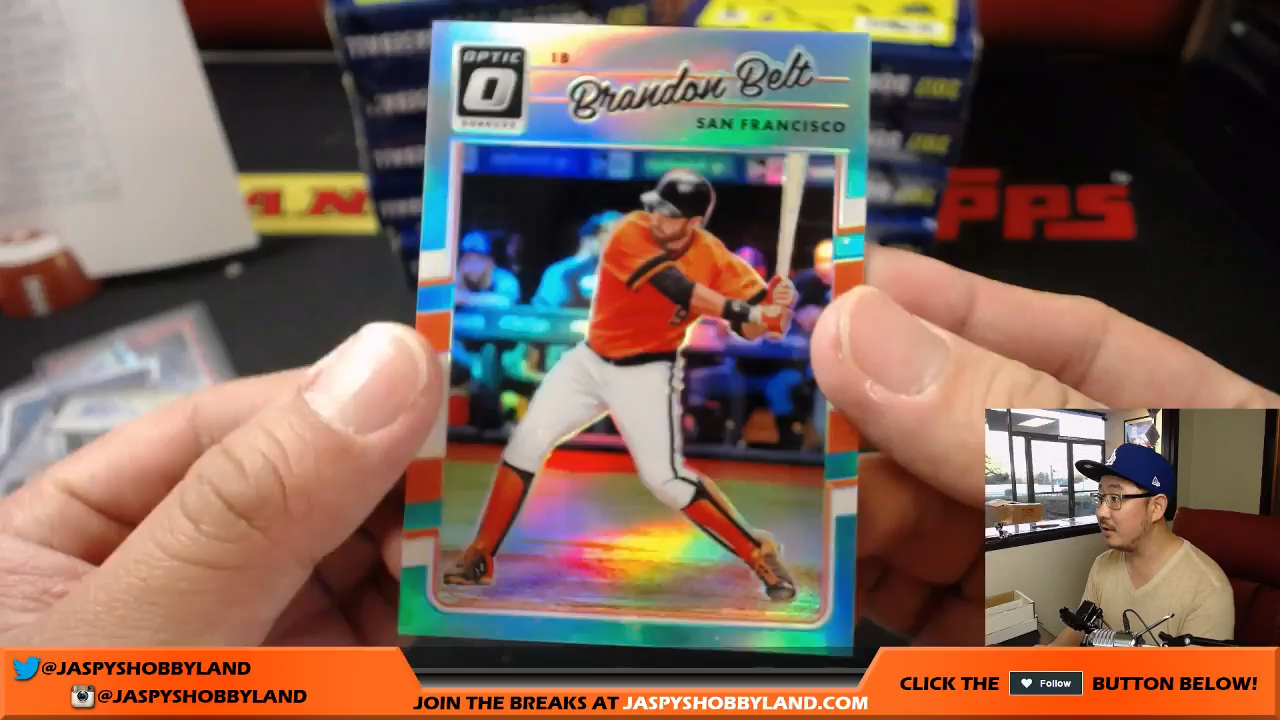 OPTIC
O
DONRUSS
1B
Brandon Belt
SAN FRANCISCO
@JASPYSHOBBYLAND
@JASPYSHOBBYLAND
JOIN THE BREAKS AT JASPYSHOBBYLAND.COM
CLICK THE Follow BUTTON BELOW!